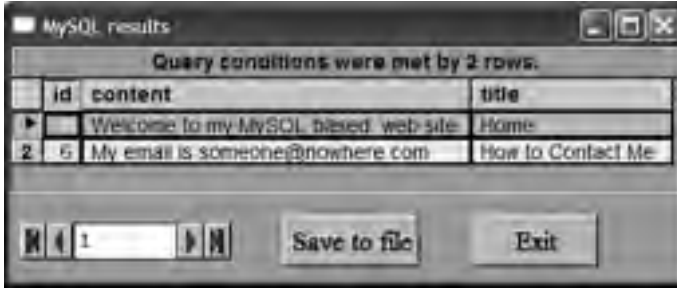 MySQL results
Query conditions were met by 2 rows.
id content title
Welcome to my MySQL based web site Home
2 6 My email is someone@nowhere.com How to Contact Me
1
Save to file Exit